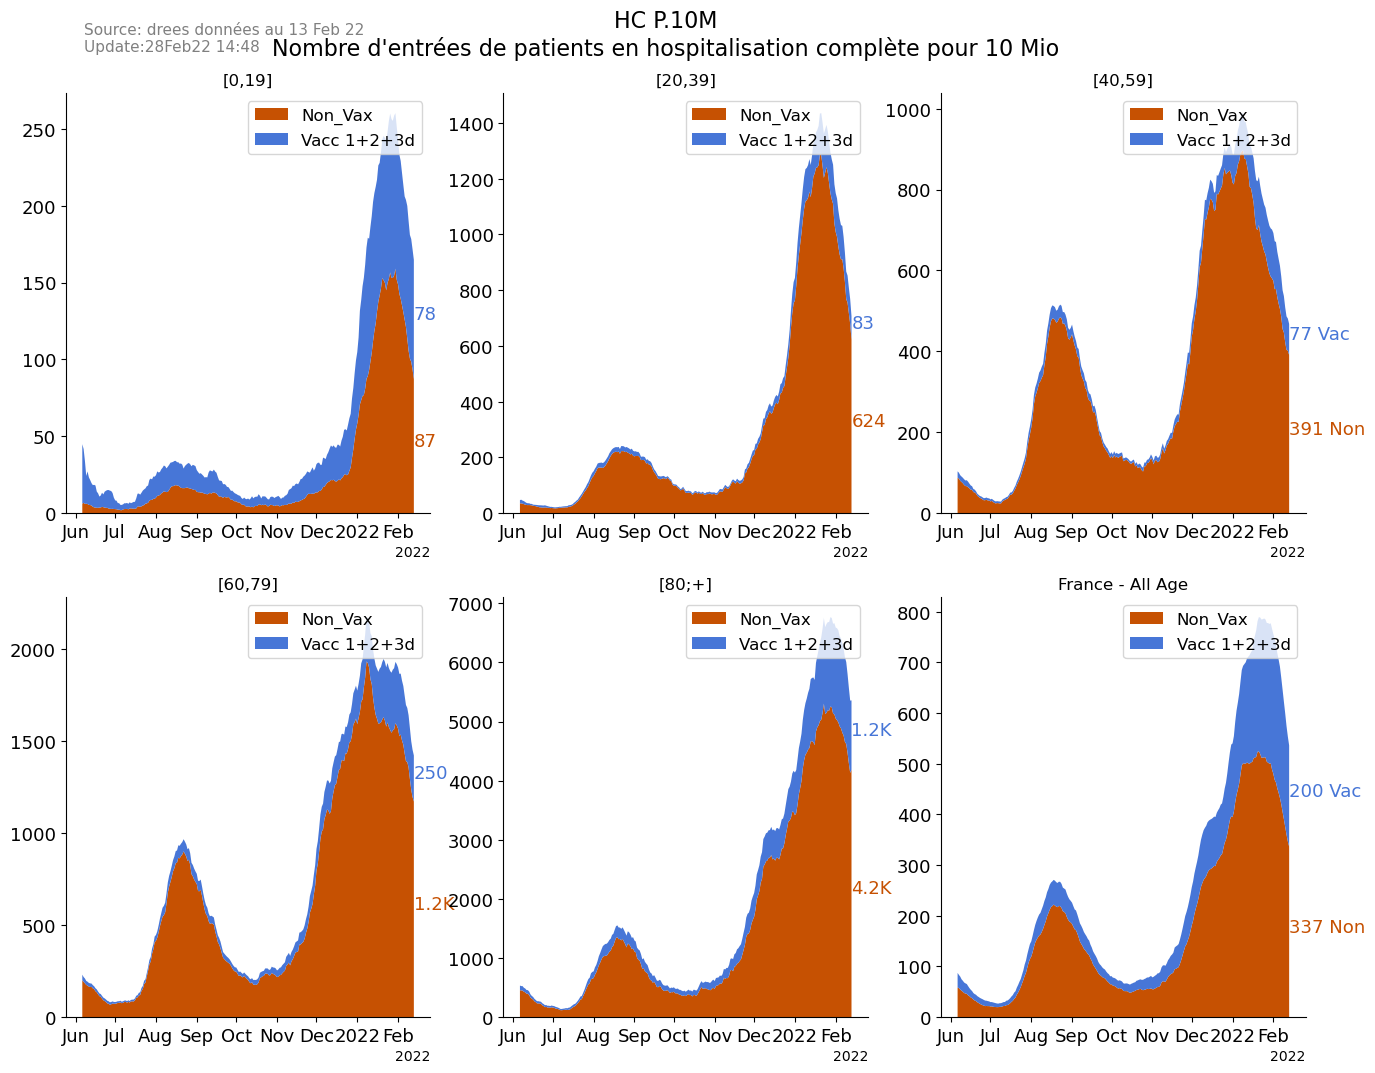 Source: drees données au 13 Feb 22
Update:28Feb22 14:48
HC P.10M
Nombre d'entrées de patients en hospitalisation complète pour 10 Mio
[0,19]
Non_Vax
Vacc 1+2+3d
250
200
150
100
50
0
78
87
Jun Jul Aug Sep Oct Nov Dec 2022 Feb
2022
[20,39]
Non_Vax
Vacc 1+2+3d
1400
1200
1000
800
600
400
200
0
83
624
Jun Jul Aug Sep Oct Nov Dec 2022 Feb
2022
[40,59]
Non_Vax
Vacc 1+2+3d
1000
800
600
400
200
0
77 Vac
391 Non
Jun Jul Aug Sep Oct Nov Dec 2022 Feb
2022
[60,79]
Non_Vax
Vacc 1+2+3d
2000
1500
1000
500
0
250
1.2K
Jun Jul Aug Sep Oct Nov Dec 2022 Feb
2022
[80;+]
Non_Vax
Vacc 1+2+3d
7000
6000
5000
4000
3000
2000
1000
0
1.2K
4.2K
Jun Jul Aug Sep Oct Nov Dec 2022 Feb
2022
France - All Age
Non_Vax
Vacc 1+2+3d
800
700
600
500
400
300
200
100
0
200 Vac
337 Non
Jun Jul Aug Sep Oct Nov Dec 2022 Feb
2022